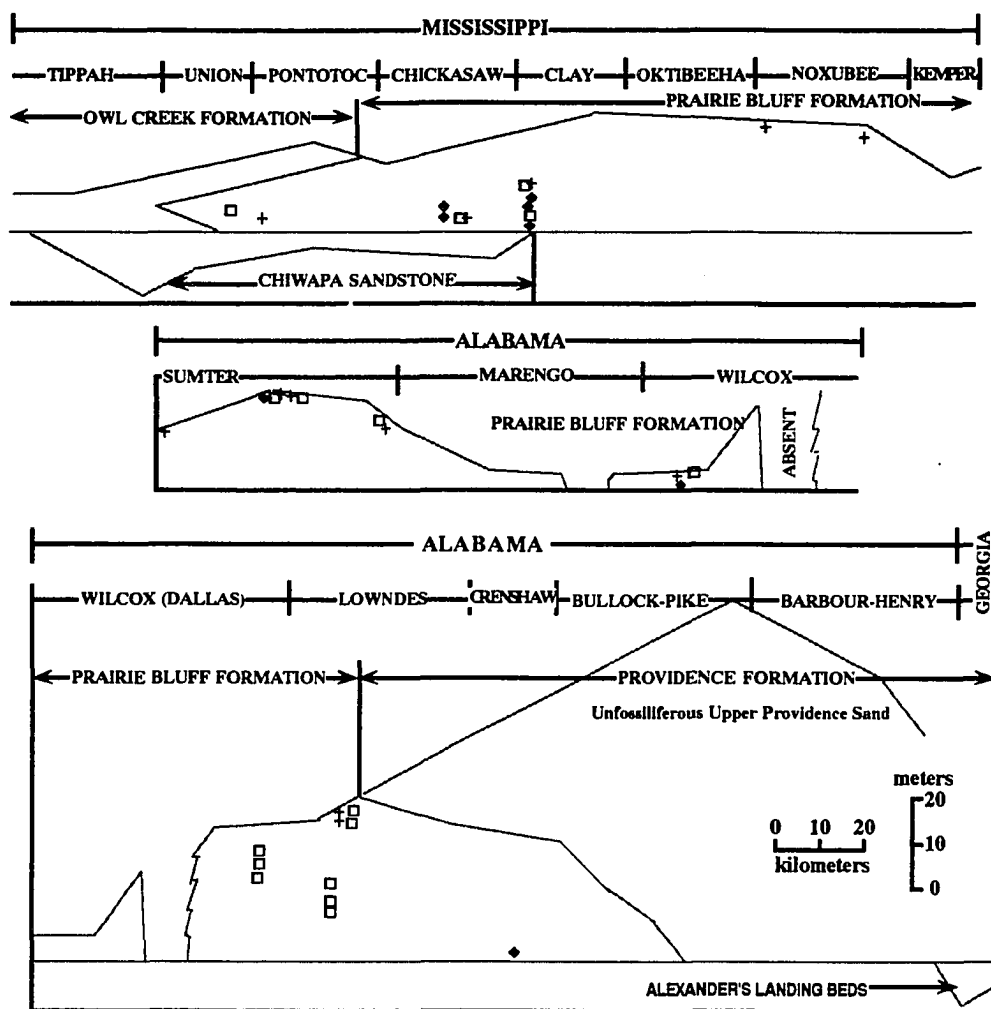 MISSISSIPPI
TIPPAH UNION PONTOTOC CHICKASAW CLAY OKTIBEEHA NOXUBEE KEMPER
PRAIRIE BLUFF FORMATION
OWL CREEK FORMATION
CHIWAPA SANDSTONE
ALABAMA
SUMTER MARENGO WILCOX
PRAIRIE BLUFF FORMATION
ABSENT
ALABAMA
GEORGIA
WILCOX (DALLAS) LOWNDES CRENSHAW BULLOCK-PIKE BARBOUR-HENRY
PRAIRIE BLUFF FORMATION PROVIDENCE FORMATION
Unfossiliferous Upper Providence Sand
meters
20
10
0
0 10 20
kilometers
ALEXANDER'S LANDING BEDS